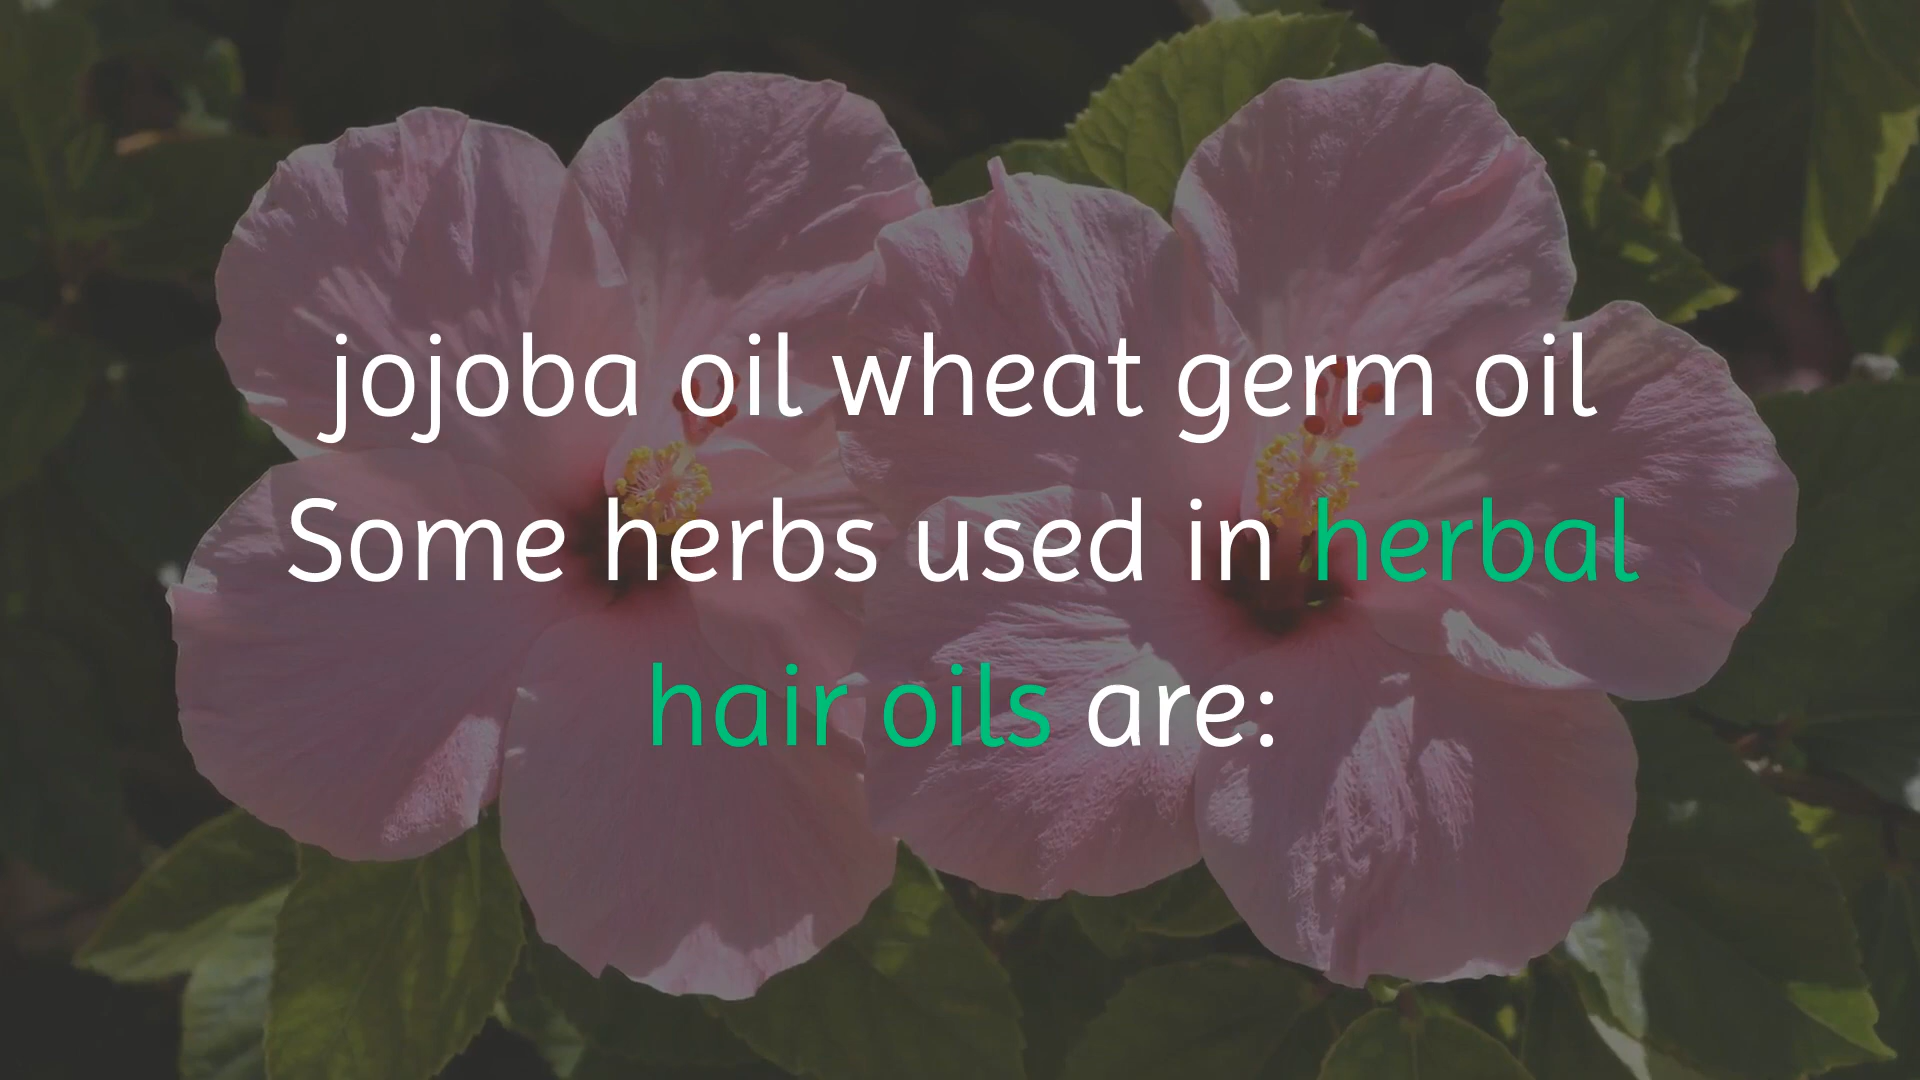 jojoba oil wheat germ oil
Some herbs used in herbal
hair oils are: